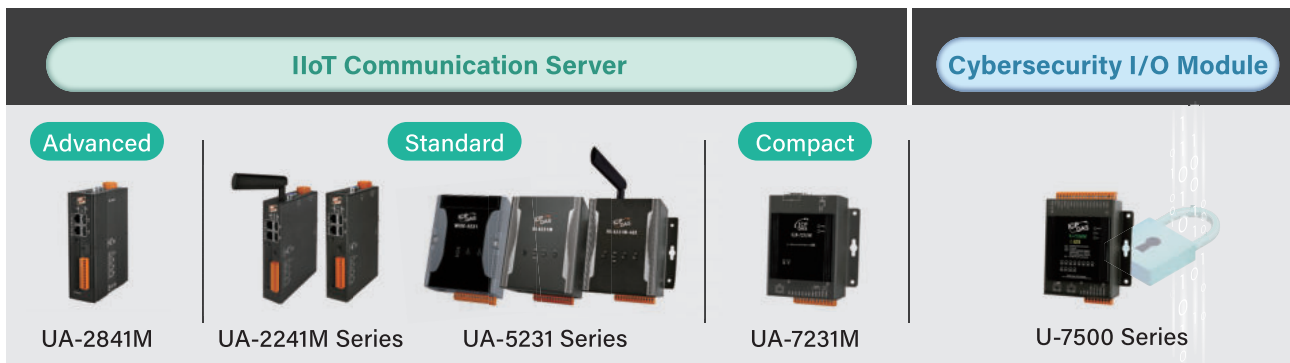 IIoT Communication Server
Cybersecurity I/O Module
Advanced
Standard
Compact
UA-2841M
UA-2241M Series
UA-5231 Series
UA-7231M
U-7500 Series